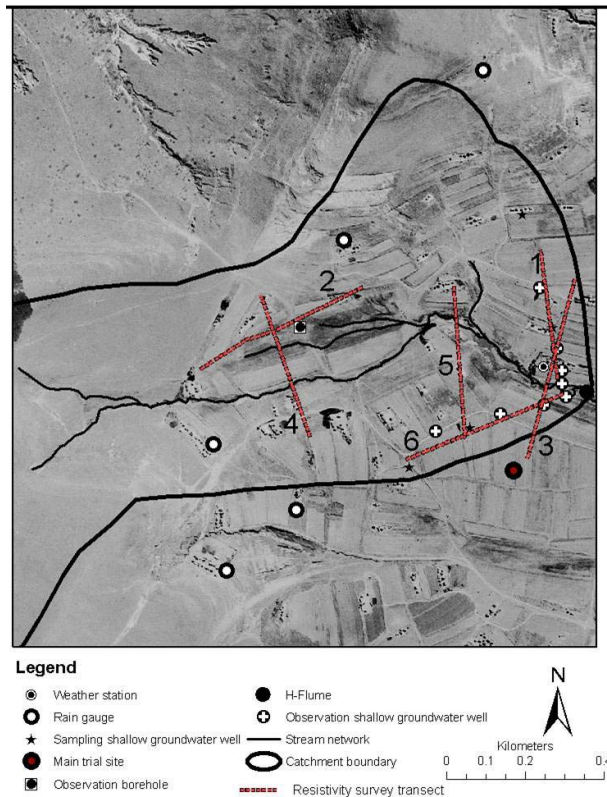 1
2
5
4
6
3
Legend
N
Weather station
H-Flume
Rain gauge
Observation shallow groundwater well
Sampling shallow groundwater well
Stream network
Kilometers
Main trial site
Catchment boundary
0 0.2 0.4
Observation borehole
Resistivity survey transect